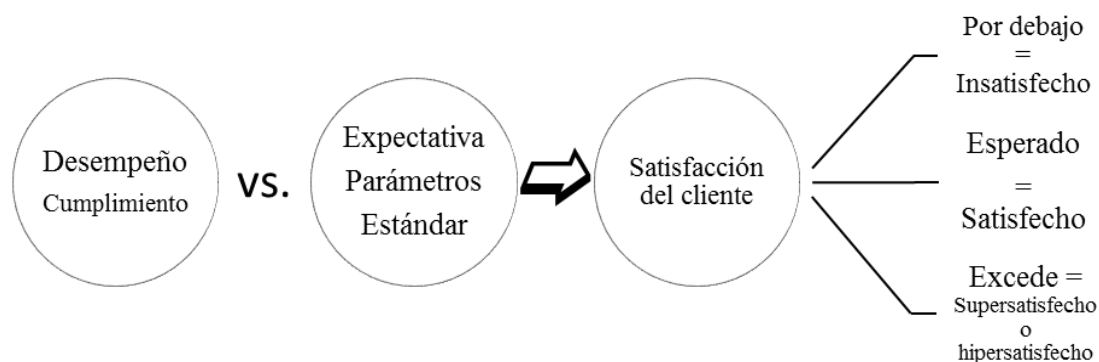 Desempeño
Cumplimiento
vs.
Expectativa
Parámetros
Estándar
Satisfacción
del cliente
Por debajo
=
Insatisfecho
Esperado
=
Satisfecho
Excede =
Supersatisfecho
o
hipersatisfecho